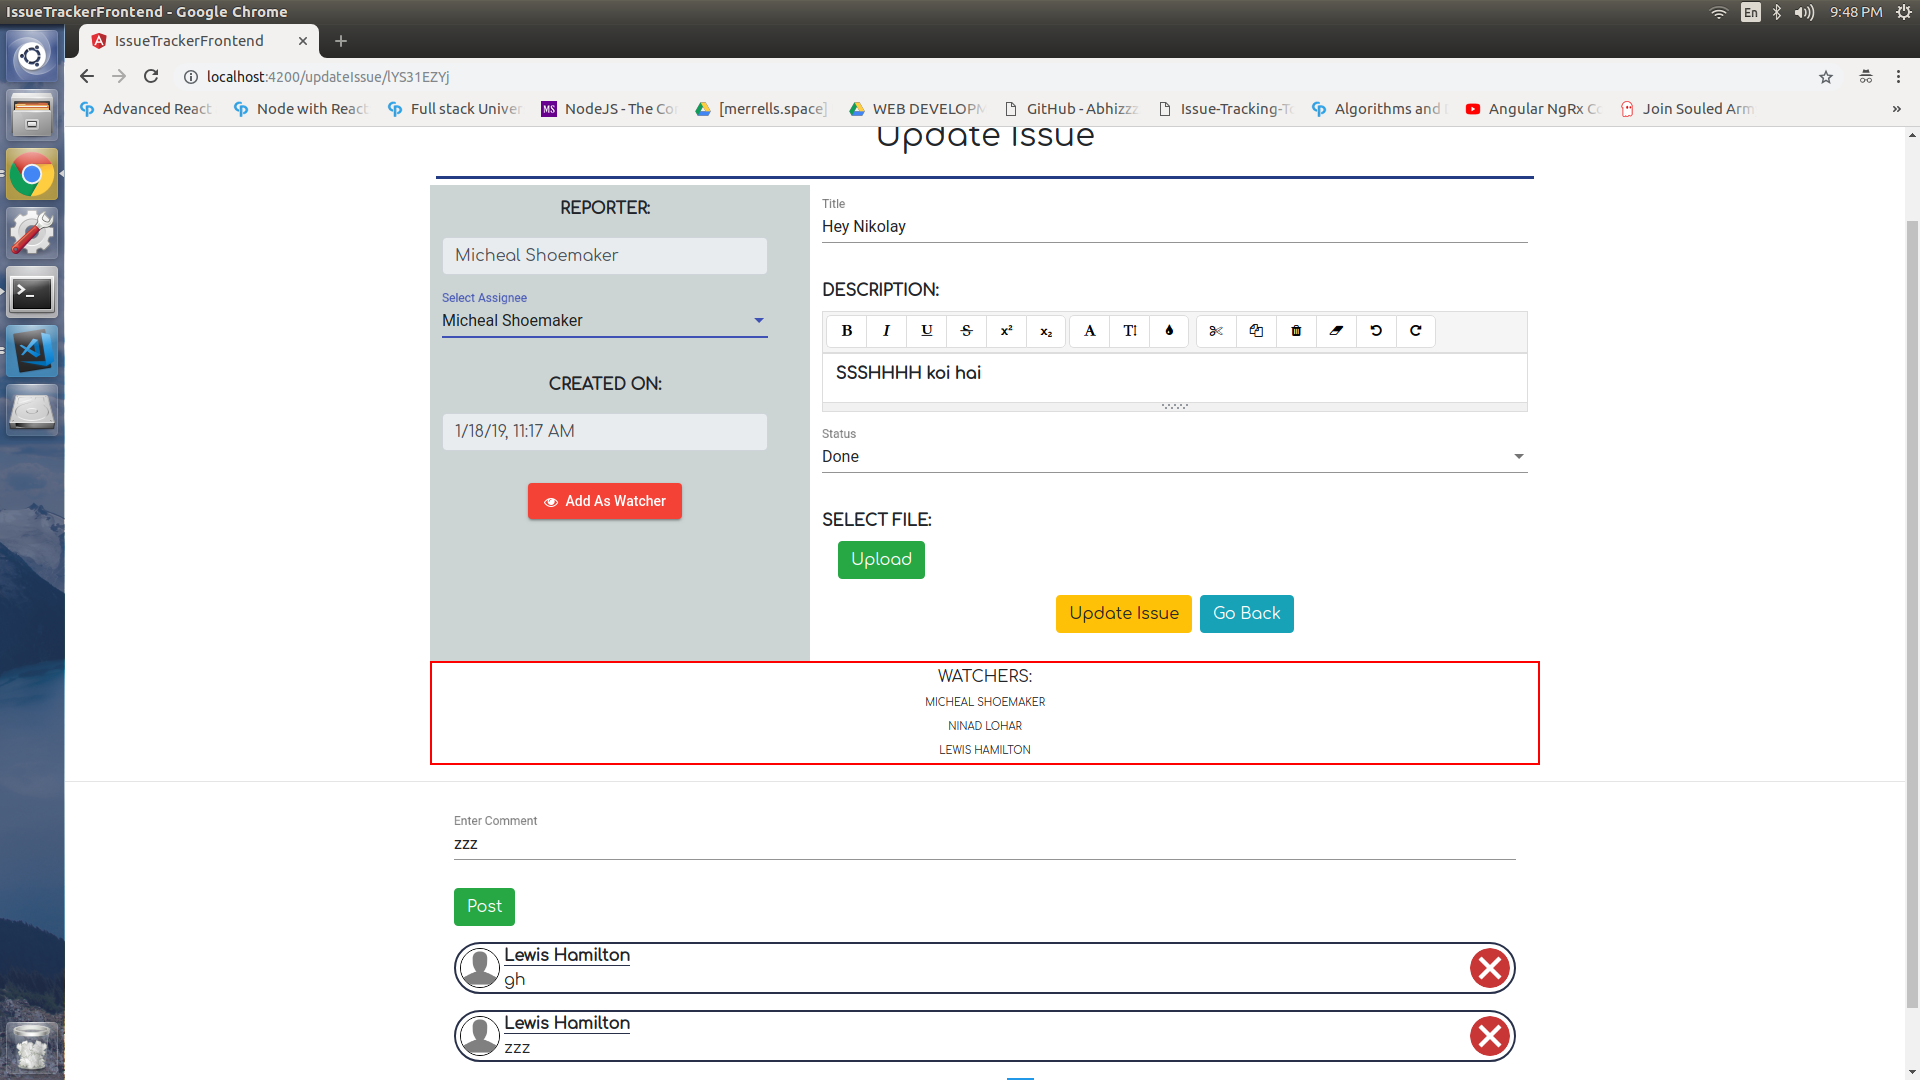 IssueTrackerFrontend - Google Chrome
En
9:48 PM
IssueTrackerFrontend
localhost:4200/updateIssue/lYS31EZYj
Advanced React
Node with React
Full stack Univer
MS
NodeJS - The Co
[merrells.space]
WEB DEVELOPM
GitHub - Abhizzz
Issue-Tracking-T
Algorithms and
Angular NgRx Co
Join Souled Arm
»
Update Issue
REPORTER:
Micheal Shoemaker
Select Assignee
Micheal Shoemaker
CREATED ON:
1/18/19, 11:17 AM
Add As Watcher
Title
Hey Nikolay
DESCRIPTION:
B I U S x² x₂ A T
SSSHHHH koi hai
Status
Done
SELECT FILE:
Upload
Update Issue
Go Back
WATCHERS:
MICHEAL SHOEMAKER
NINAD LOHAR
LEWIS HAMILTON
Enter Comment
zzz
Post
Lewis Hamilton
gh
Lewis Hamilton
zzz